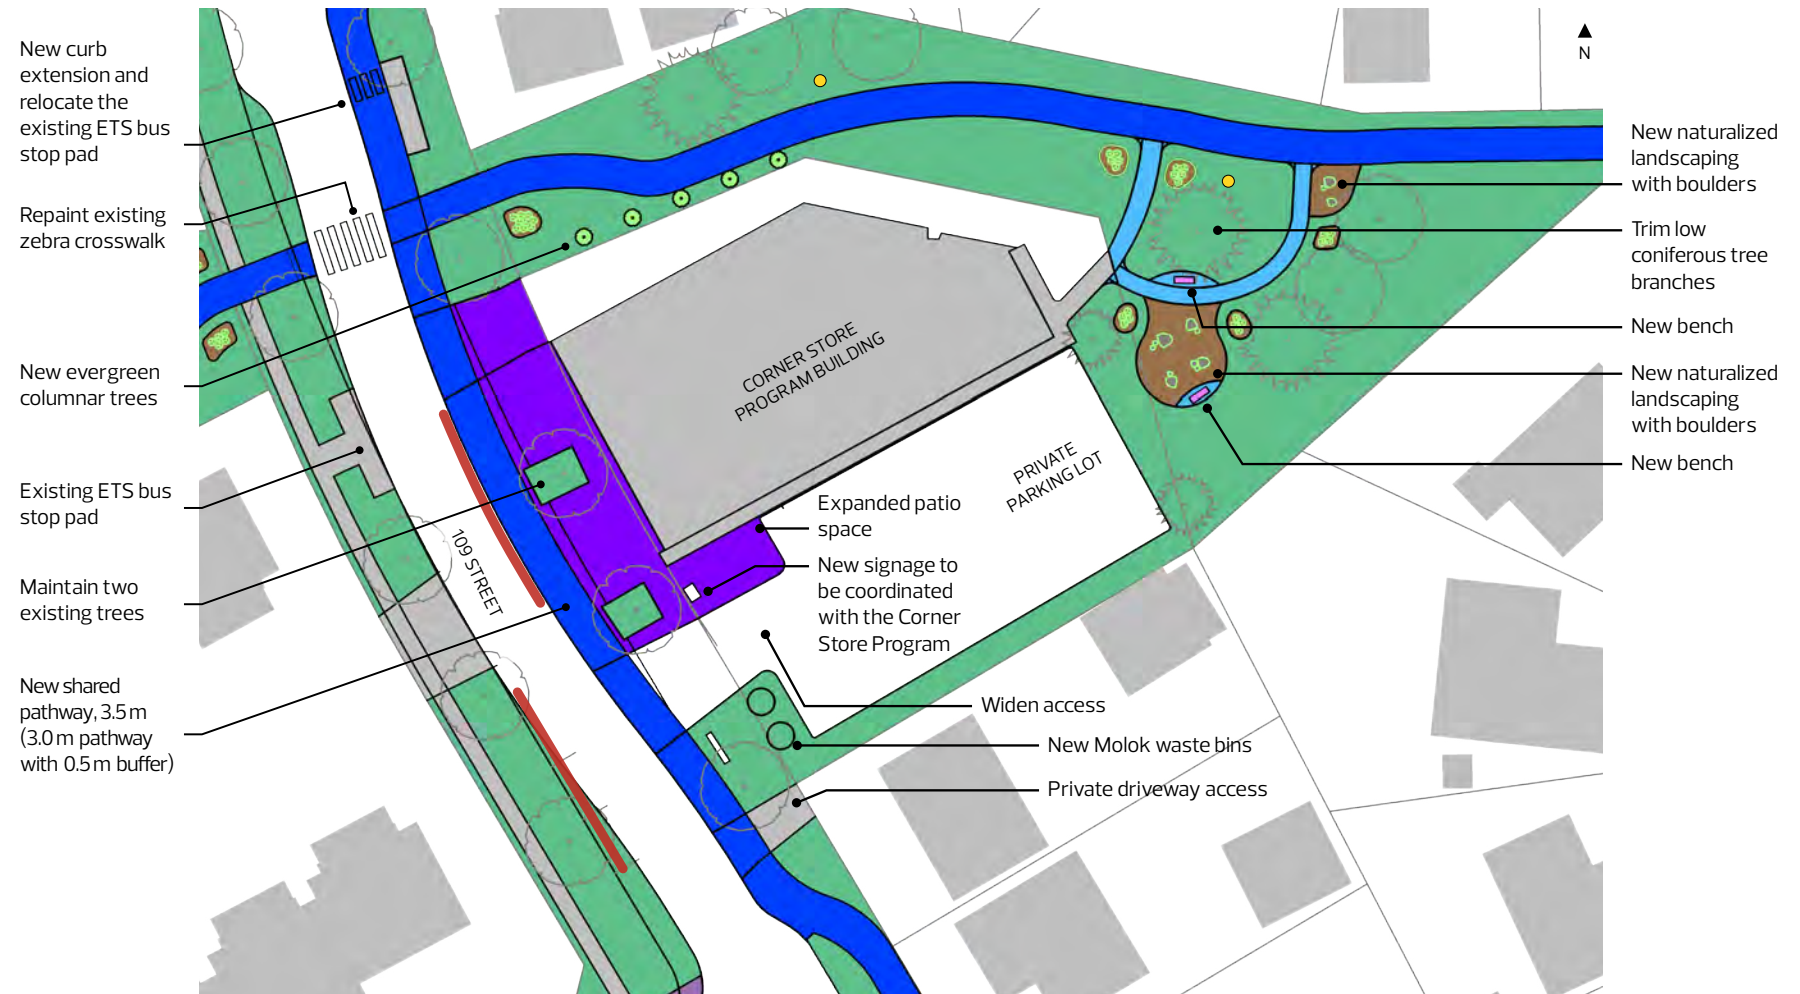 New curb
extension and
relocate the
existing ETS bus
stop pad
Repaint existing
zebra crosswalk
New evergreen
columnar trees
Existing ETS bus
stop pad
Maintain two
existing trees
New shared
pathway, 3.5 m
(3.0 m pathway
with 0.5 m buffer)
109 STREET
CORNER STORE
PROGRAM BUILDING
PRIVATE
PARKING LOT
Expanded patio
space
New signage to
be coordinated
with the Corner
Store Program
Widen access
New Molok waste bins
Private driveway access
N
New naturalized
landscaping
with boulders
Trim low
coniferous tree
branches
New bench
New naturalized
landscaping
with boulders
New bench